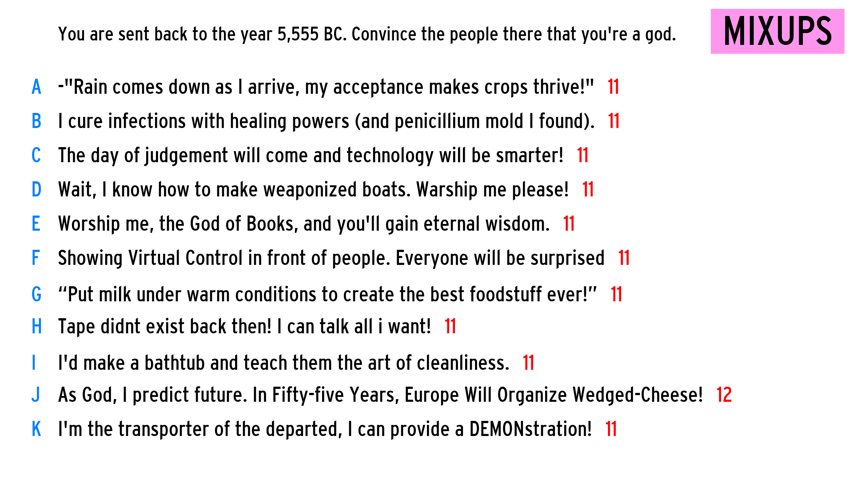 You are sent back to the year 5,555 BC. Convince the people there that you're a god.
MIXUPS
A -"Rain comes down as I arrive, my acceptance makes crops thrive!" 11
B I cure infections with healing powers (and penicillium mold I found). 11
C The day of judgement will come and technology will be smarter! 11
D Wait, I know how to make weaponized boats. Warship me please! 11
E Worship me, the God of Books, and you'll gain eternal wisdom. 11
F Showing Virtual Control in front of people. Everyone will be surprised 11
G “Put milk under warm conditions to create the best foodstuff ever!” 11
H Tape didnt exist back then! I can talk all i want! 11
I I'd make a bathtub and teach them the art of cleanliness. 11
J As God, I predict future. In Fifty-five Years, Europe Will Organize Wedged-Cheese! 12
K I'm the transporter of the departed, I can provide a DEMONstration! 11